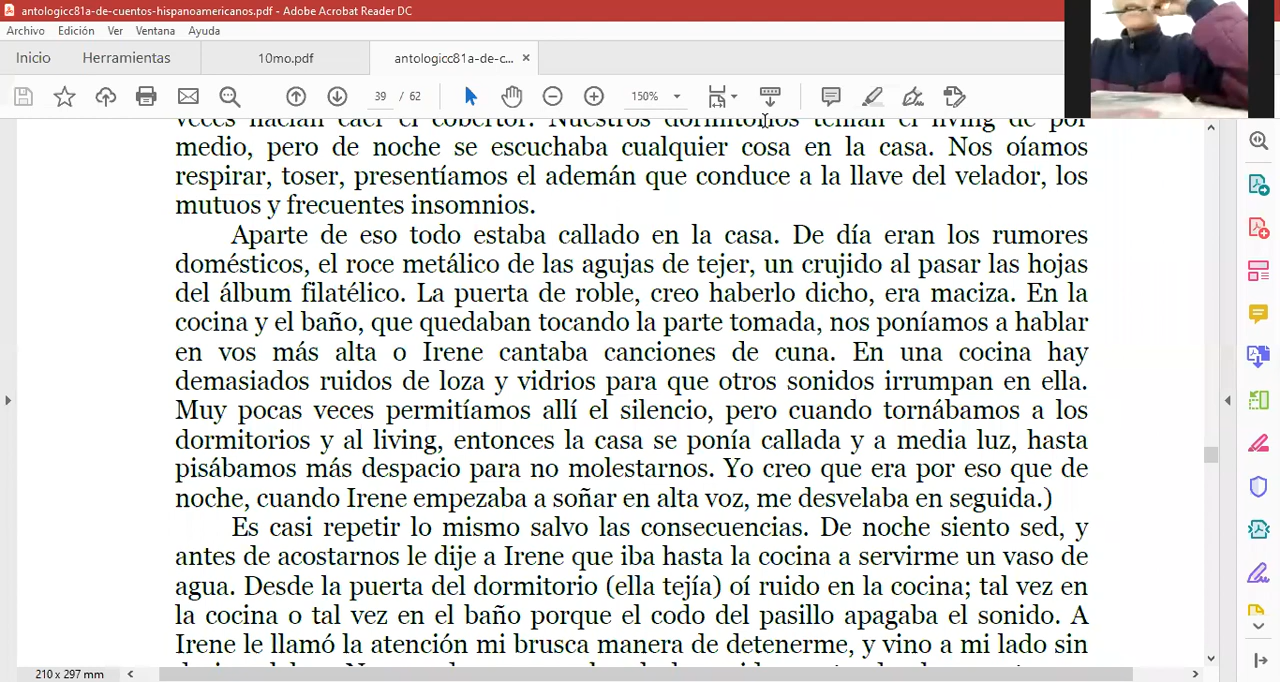 antologicc81a-de-cuentos-hispanoamericanos.pdf - Adobe Acrobat Reader DC
Archivo Edición Ver Ventana Ayuda
Inicio Herramientas 10mo.pdf antologicc81a-de-c... ×
39 / 62 150%
veces hacían caer el cobertor. Nuestros dormitorios tenían el living de por
medio, pero de noche se escuchaba cualquier cosa en la casa. Nos oíamos
respirar, toser, presentíamos el ademán que conduce a la llave del velador, los
mutuos y frecuentes insomnios.
Aparte de eso todo estaba callado en la casa. De día eran los rumores
domésticos, el roce metálico de las agujas de tejer, un crujido al pasar las hojas
del álbum filatélico. La puerta de roble, creo haberlo dicho, era maciza. En la
cocina y el baño, que quedaban tocando la parte tomada, nos poníamos a hablar
en vos más alta o Irene cantaba canciones de cuna. En una cocina hay
demasiados ruidos de loza y vidrios para que otros sonidos irrumpan en ella.
Muy pocas veces permitíamos allí el silencio, pero cuando tornábamos a los
dormitorios y al living, entonces la casa se ponía callada y a media luz, hasta
pisábamos más despacio para no molestarnos. Yo creo que era por eso que de
noche, cuando Irene empezaba a soñar en alta voz, me desvelaba en seguida.)
Es casi repetir lo mismo salvo las consecuencias. De noche siento sed, y
antes de acostarnos le dije a Irene que iba hasta la cocina a servirme un vaso de
agua. Desde la puerta del dormitorio (ella tejía) oí ruido en la cocina; tal vez en
la cocina o tal vez en el baño porque el codo del pasillo apagaba el sonido. A
Irene le llamó la atención mi brusca manera de detenerme, y vino a mi lado sin
210 x 297 mm